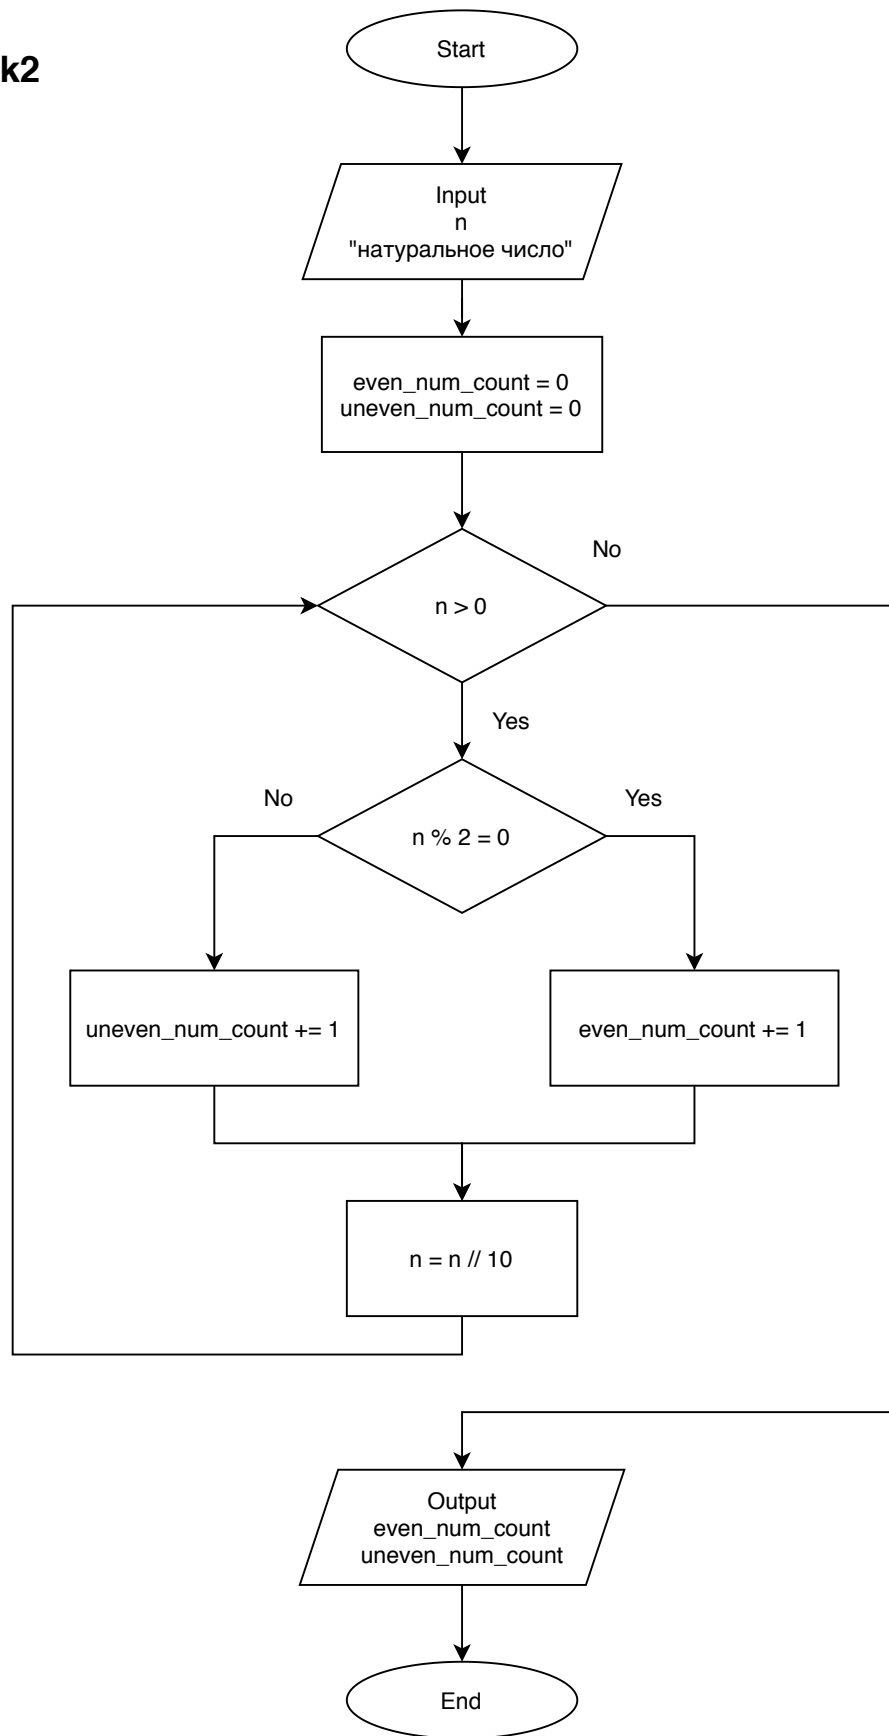 k2
Start
Input
n
"натуральное число"
even_num_count = 0
uneven_num_count = 0
No
n > 0
Yes
No
Yes
n % 2 = 0
uneven_num_count += 1
even_num_count += 1
n = n // 10
Output
even_num_count
uneven_num_count
End